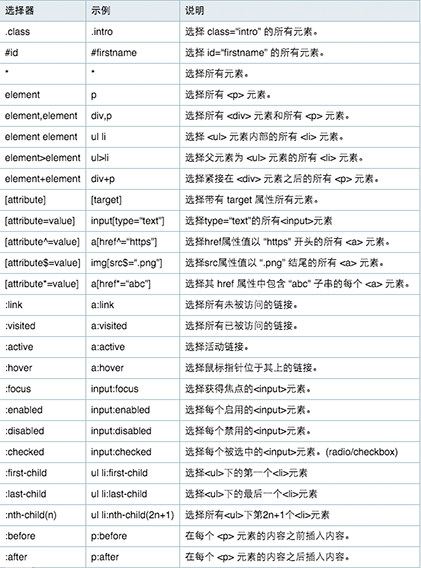 选择器 示例 说明
.class .intro 选择 class="intro" 的所有元素。
#id #firstname 选择 id="firstname" 的所有元素。
* * 选择所有元素。
element p 选择所有 <p> 元素。
element,element div,p 选择所有 <div> 元素和所有 <p> 元素。
element element ul li 选择 <ul> 元素内部的所有 <li> 元素。
element>element ul>li 选择父元素为 <ul> 元素的所有 <li> 元素。
element+element div+p 选择紧接在 <div> 元素之后的所有 <p> 元素。
[attribute] [target] 选择带有 target 属性所有元素。
[attribute=value] input[type="text"] 选择type="text"的所有<input>元素
[attribute^=value] a[href^="https"] 选择href属性值以 "https" 开头的所有 <a> 元素。
[attribute$=value] img[src$=".png"] 选择src属性值以 ".png" 结尾的所有 <a> 元素。
[attribute*=value] a[href*="abc"] 选择其 href 属性中包含 "abc" 子串的每个 <a> 元素。
:link a:link 选择所有未被访问的链接。
:visited a:visited 选择所有已被访问的链接。
:active a:active 选择活动链接。
:hover a:hover 选择鼠标指针位于其上的链接。
:focus input:focus 选择获得焦点的<input>元素。
:enabled input:enabled 选择每个启用的<input>元素。
:disabled input:disabled 选择每个禁用的<input>元素。
:checked input:checked 选择每个被选中的<input>元素。(radio/checkbox)
:first-child ul li:first-child 选择<ul>下的第一个<li>元素
:last-child ul li:last-child 选择<ul>下的最后一个<li>元素
:nth-child(n) ul li:nth-child(2n+1) 选择所有<ul>下第2n+1个<li>元素
:before p:before 在每个 <p> 元素的内容之前插入内容。
:after p:after 在每个 <p> 元素的内容之后插入内容。